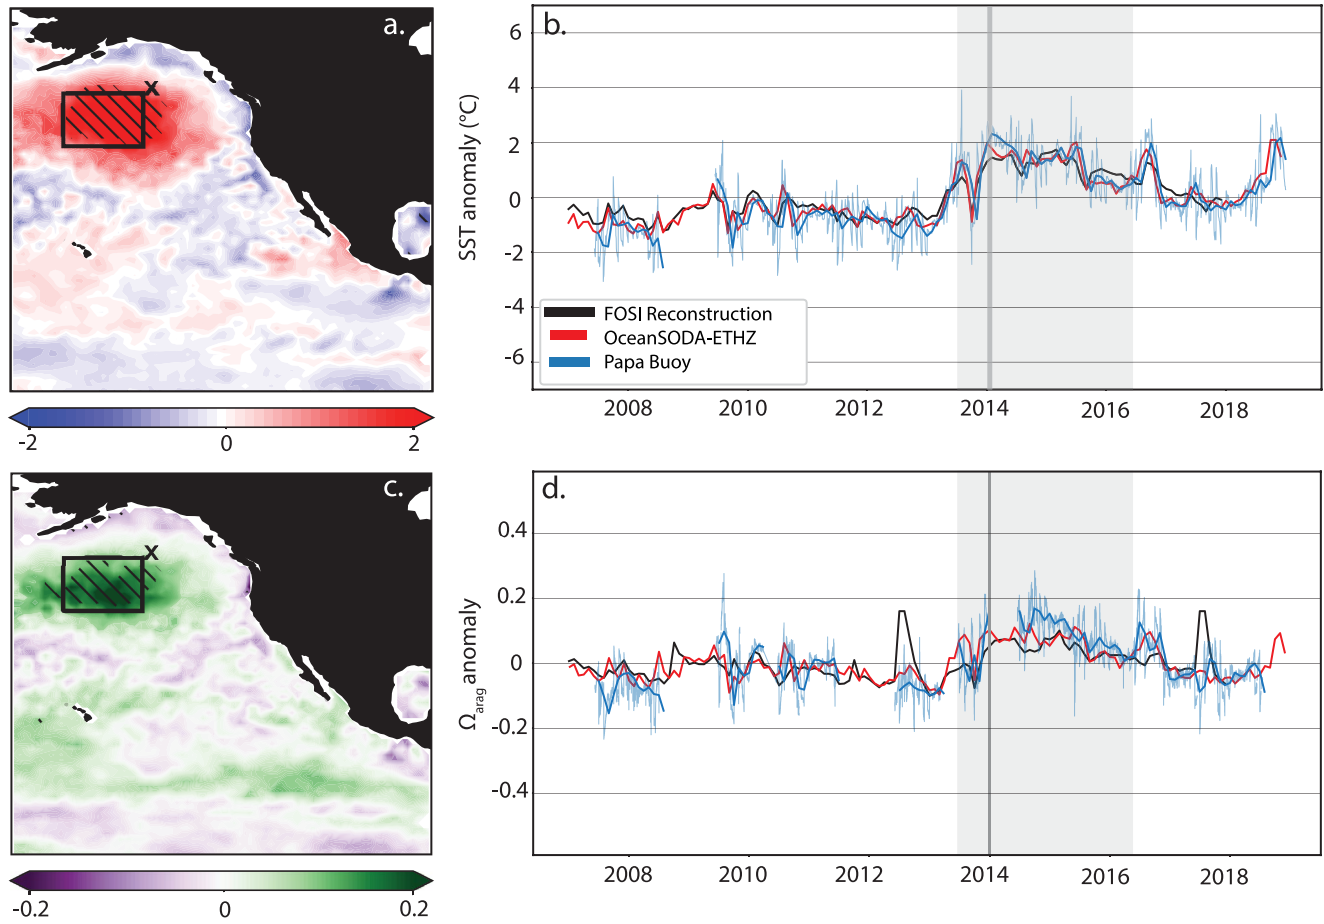 a.
x
-2 0 2
b.
SST anomaly (°C)
6
4
2
0
-2
-4
-6
FOSI Reconstruction
OceanSODA-ETHZ
Papa Buoy
2008 2010 2012 2014 2016 2018
c.
x
-0.2 0 0.2
d.
Ωarag anomaly
0.4
0.2
0
-0.2
-0.4
2008 2010 2012 2014 2016 2018